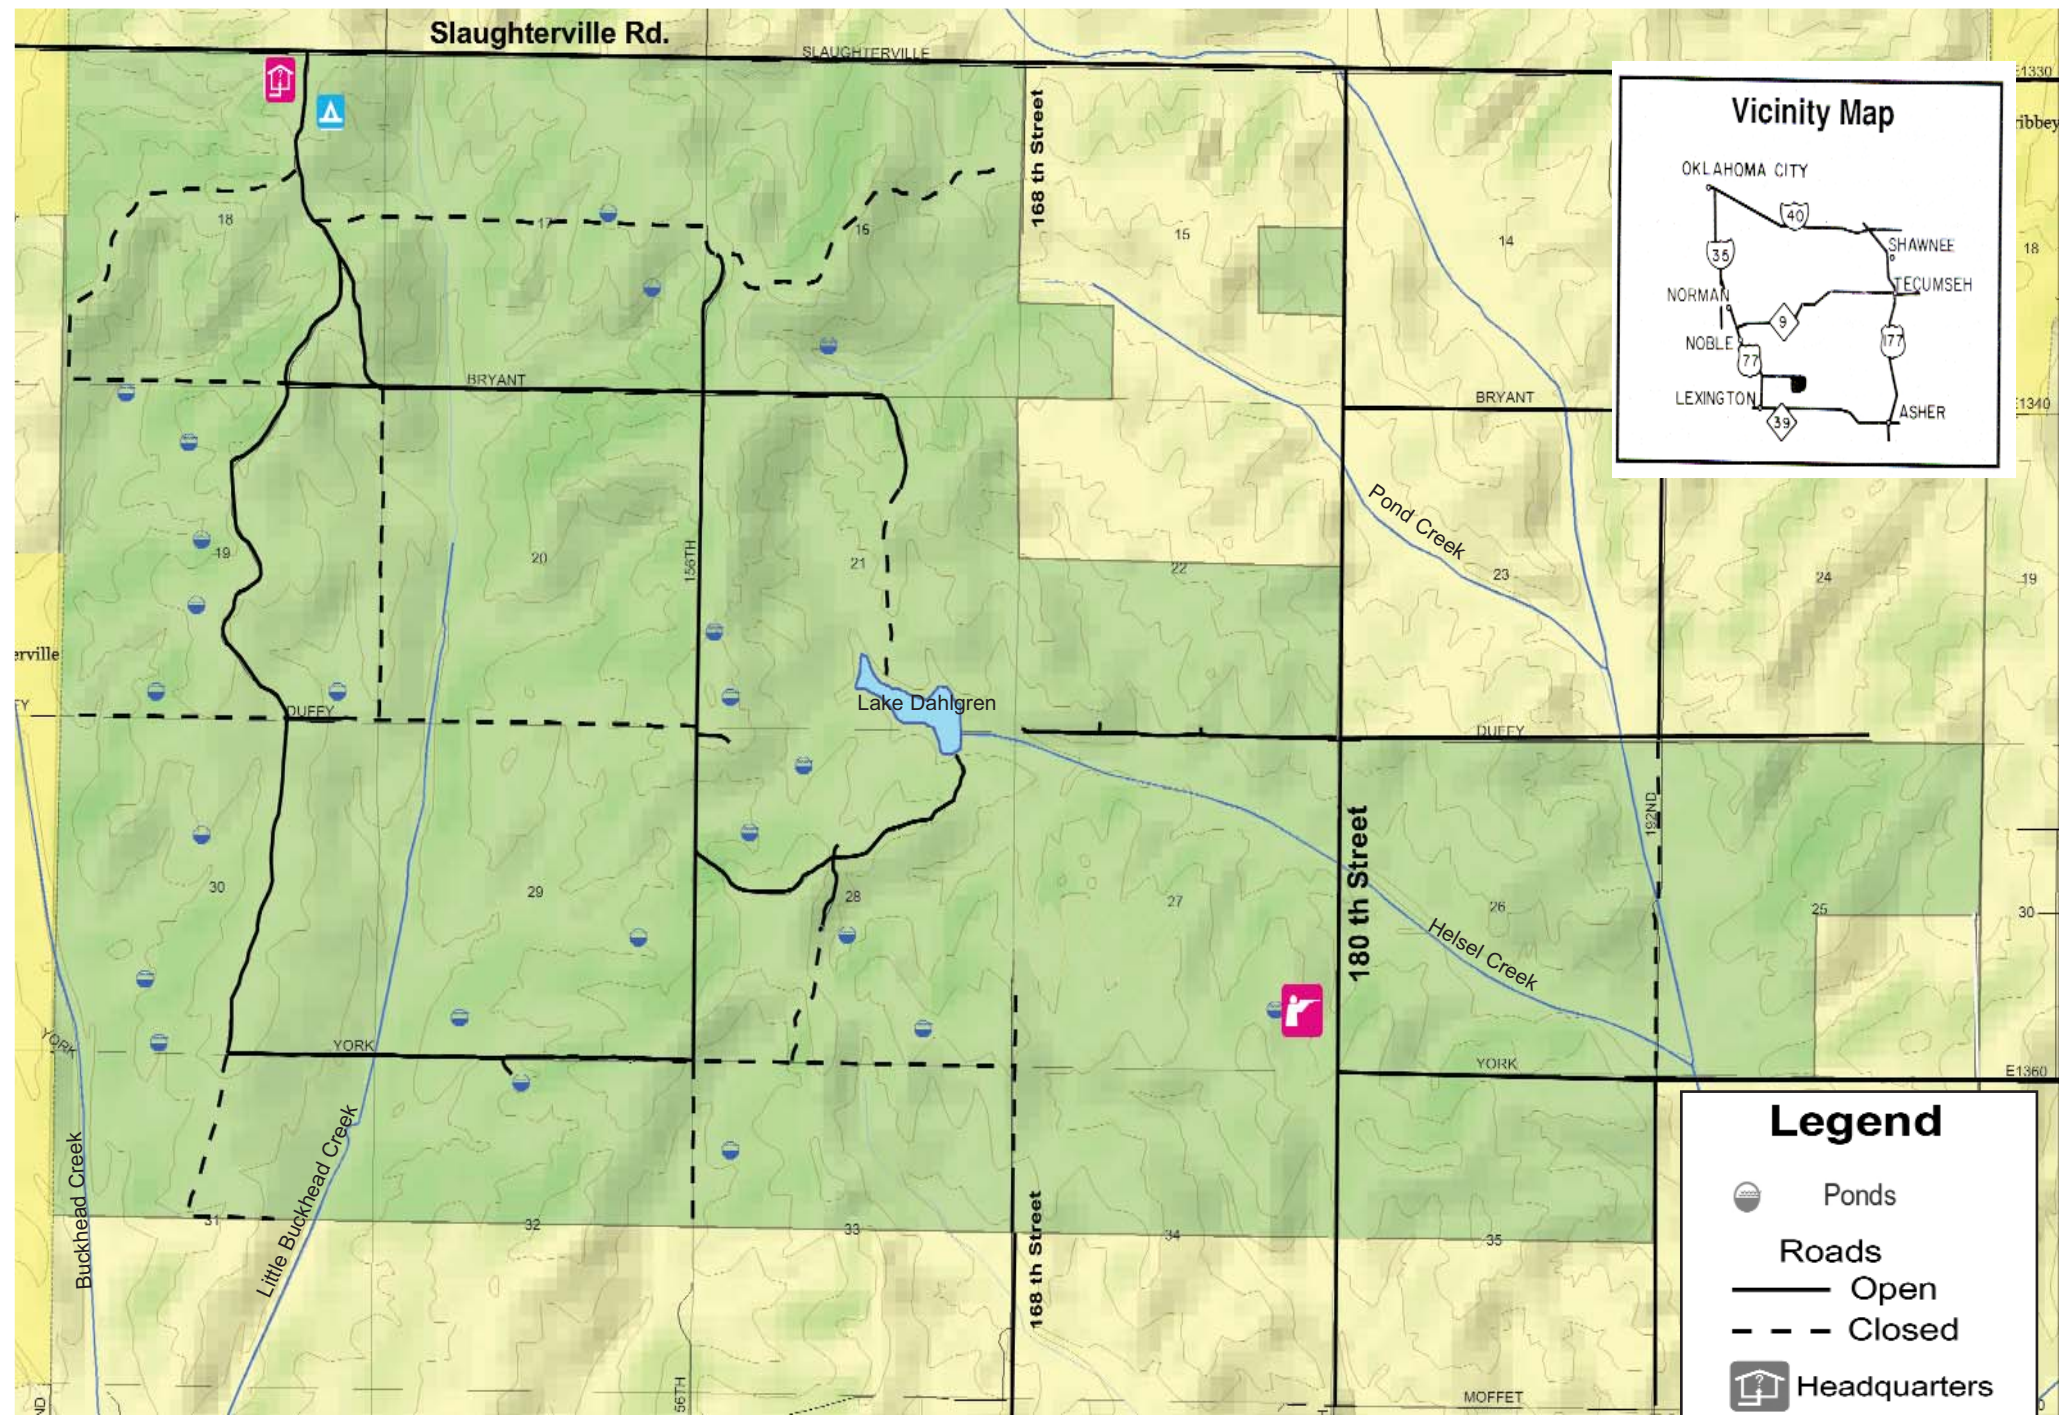 Slaughterville Rd.
SLAUGHTERVILLE
E1330
168 th Street
18
17
16
15
14
18
BRYANT
BRYANT
E1340
Vicinity Map
OKLAHOMA CITY
40
35
SHAWNEE
NORMAN
TECUMSEH
9
NOBLE
77
177
LEXINGTON
39
ASHER
Pond Creek
19
20
156TH
21
22
23
24
19
erville
Lake Dahlgren
DUFFY
DUFFY
180 th Street
192ND
30
29
28
27
26
25
30
Helsel Creek
YORK
YORK
YORK
E1360
Buckhead Creek
Little Buckhead Creek
168 th Street
31
32
33
34
35
56TH
MOFFET
Legend
Ponds
Roads
Open
Closed
Headquarters